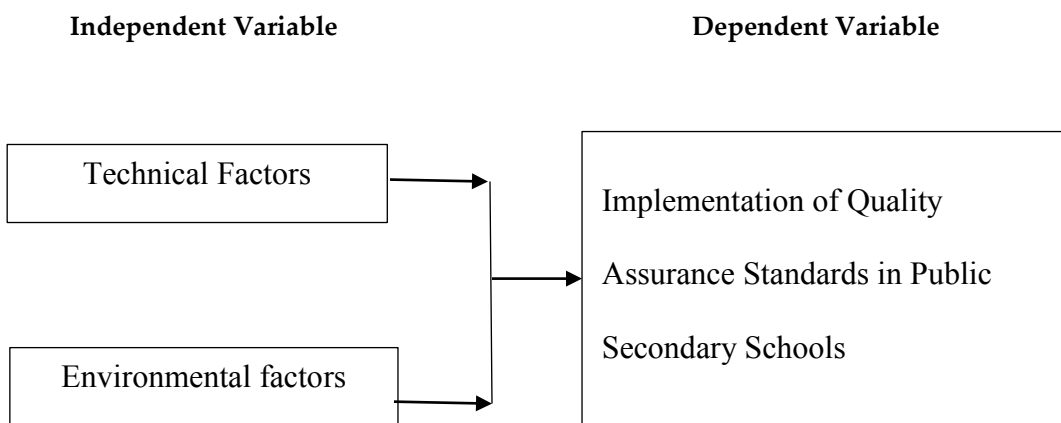 Independent Variable
Dependent Variable
Technical Factors
Environmental factors
Implementation of Quality
Assurance Standards in Public
Secondary Schools